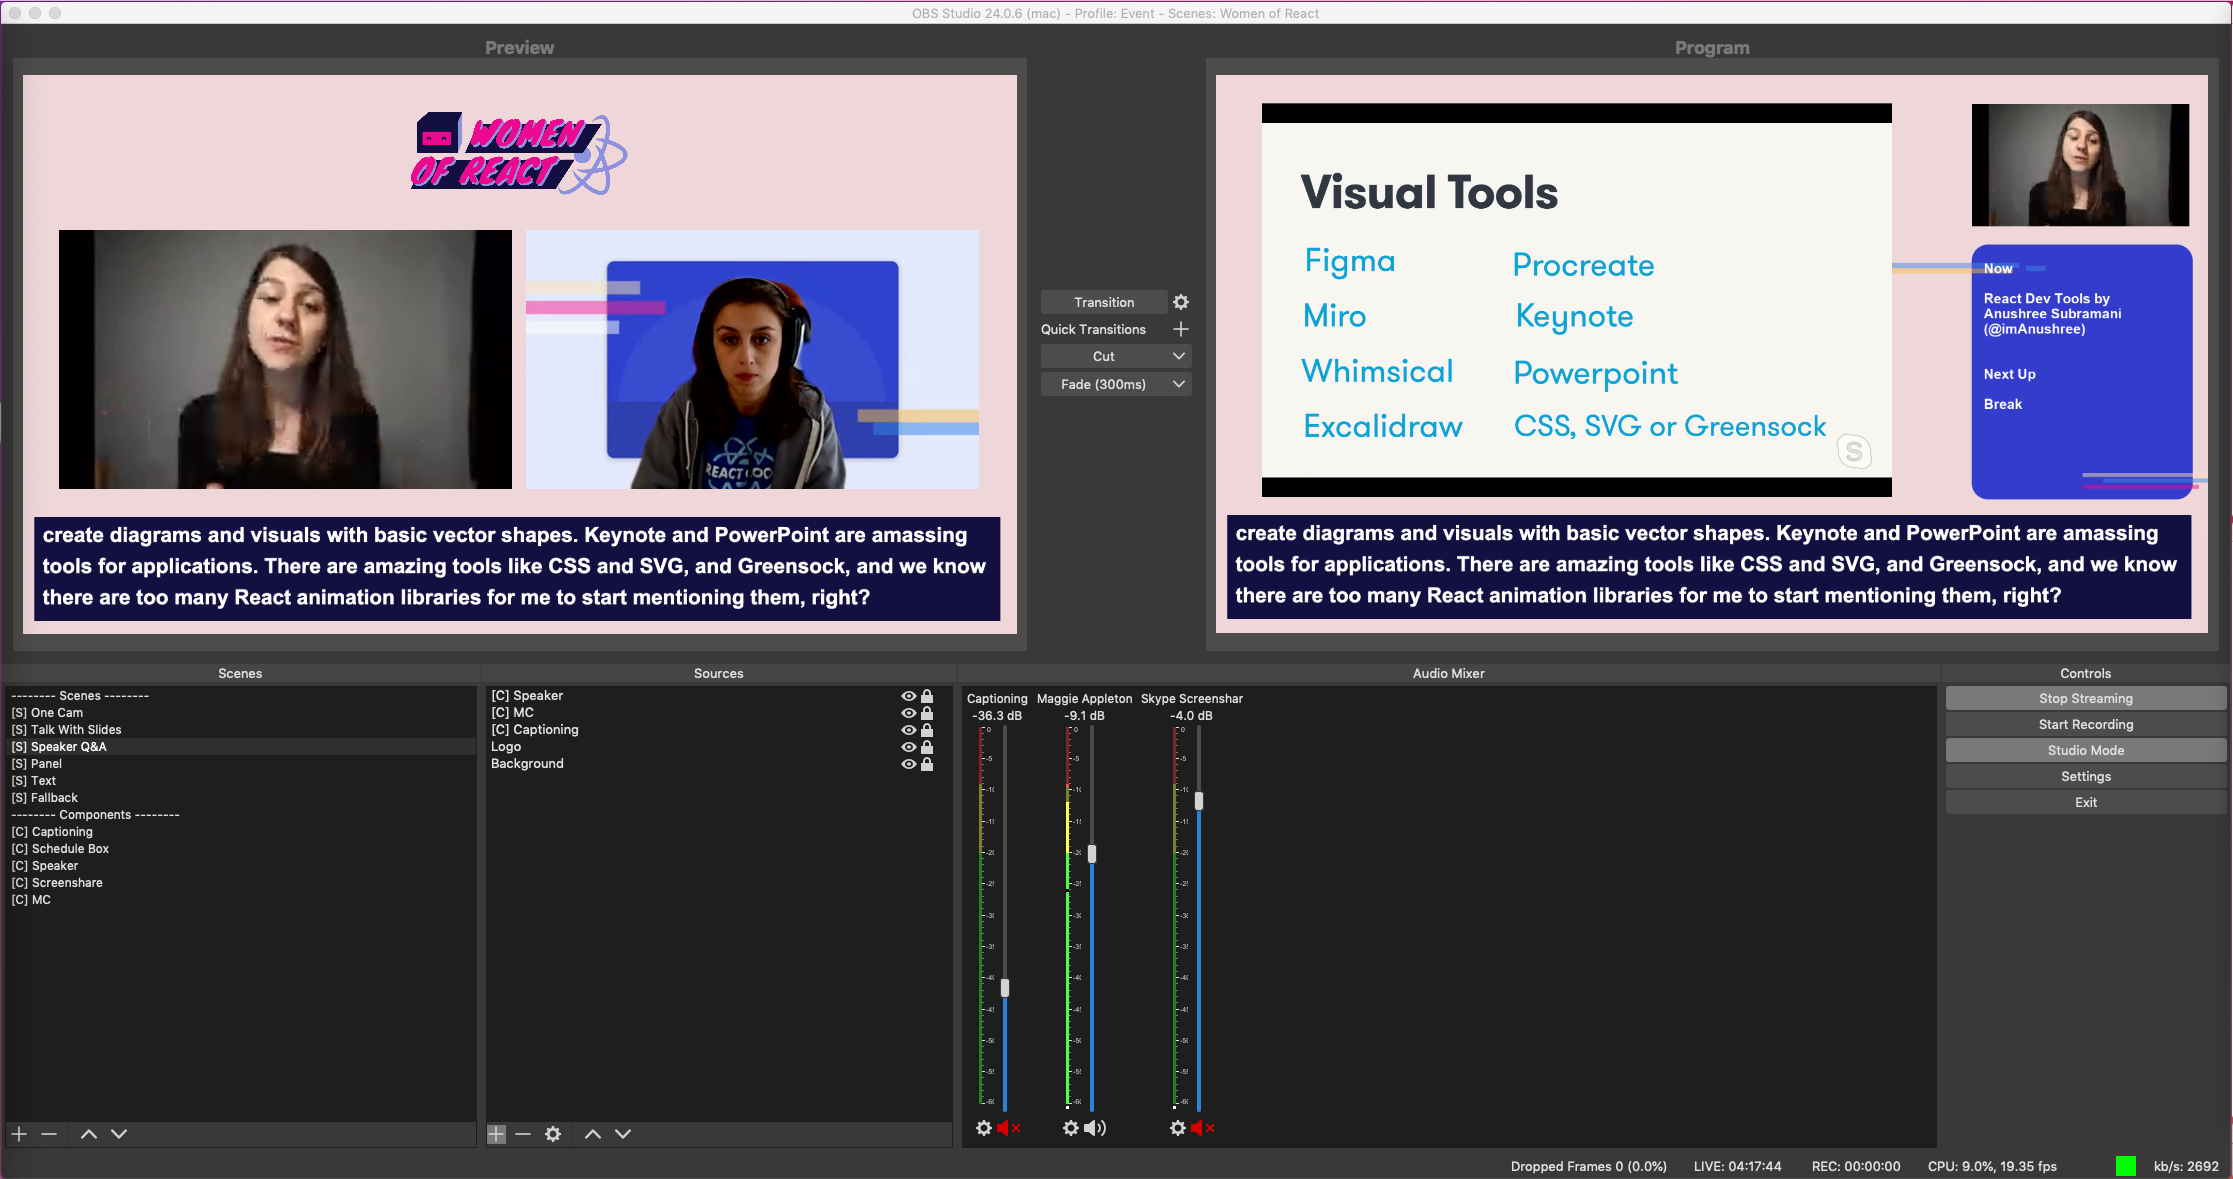 OBS Studio 24.0.6 (mac) - Profile: Event - Scenes: Women of React
Preview
WOMEN
OF REACT
create diagrams and visuals with basic vector shapes. Keynote and PowerPoint are amassing
tools for applications. There are amazing tools like CSS and SVG, and Greensock, and we know
there are too many React animation libraries for me to start mentioning them, right?
Transition
Quick Transitions
Cut
Fade (300ms)
Program
Visual Tools
Figma
Miro
Whimsical
Excalidraw
Procreate
Keynote
Powerpoint
CSS, SVG or Greensock
S
Now
React Dev Tools by
Anushree Subramani
(@imAnushree)
Next Up
Break
create diagrams and visuals with basic vector shapes. Keynote and PowerPoint are amassing
tools for applications. There are amazing tools like CSS and SVG, and Greensock, and we know
there are too many React animation libraries for me to start mentioning them, right?
Scenes
-------- Scenes --------
[S] One Cam
[S] Talk With Slides
[S] Speaker Q&A
[S] Panel
[S] Text
[S] Fallback
-------- Components --------
[C] Captioning
[C] Schedule Box
[C] Speaker
[C] Screenshare
[C] MC
Sources
[C] Speaker
[C] MC
[C] Captioning
Logo
Background
Audio Mixer
Captioning
-36.3 dB
Maggie Appleton
-9.1 dB
Skype Screenshar
-4.0 dB
Controls
Stop Streaming
Start Recording
Studio Mode
Settings
Exit
Dropped Frames 0 (0.0%)
LIVE: 04:17:44
REC: 00:00:00
CPU: 9.0%, 19.35 fps
kb/s: 2692